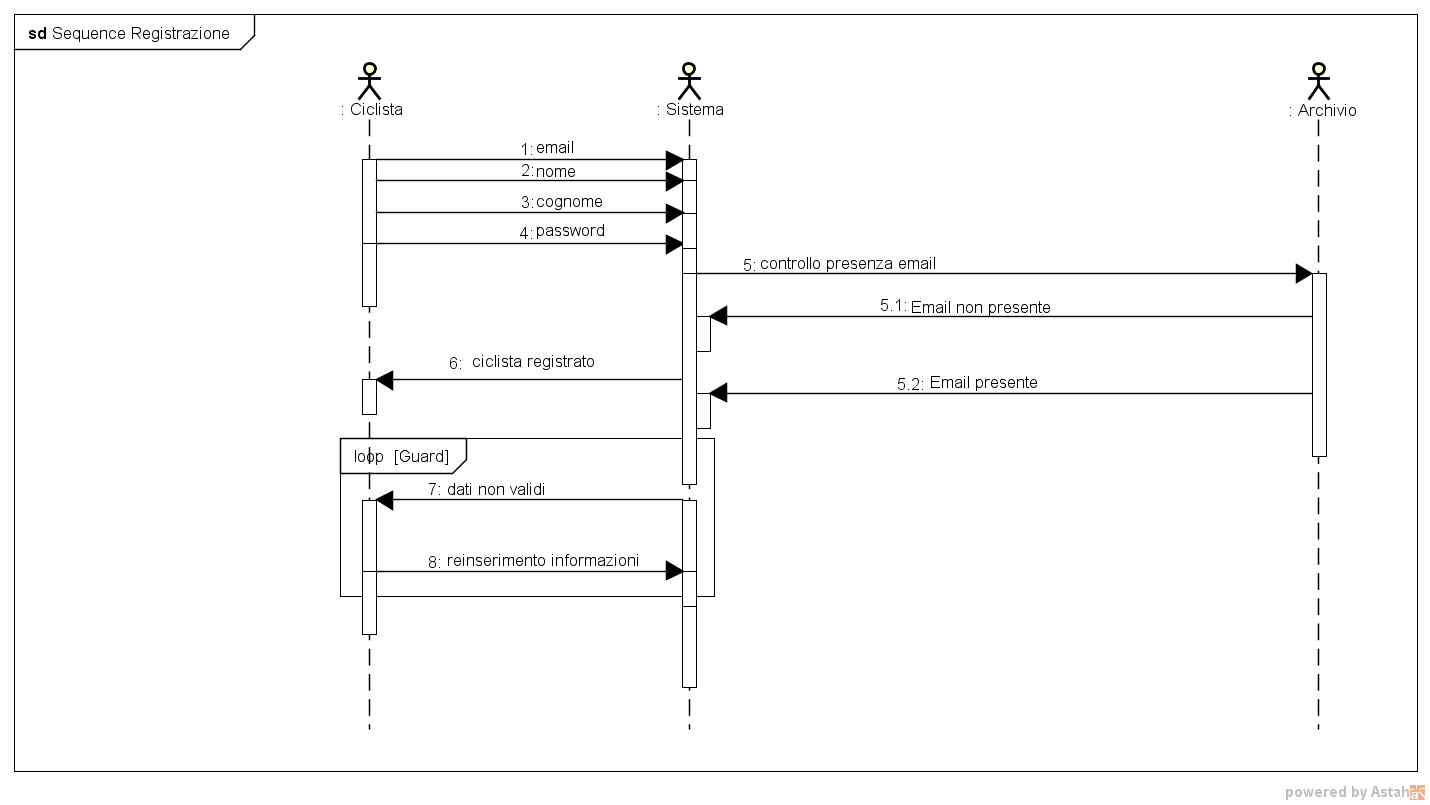 sd Sequence Registrazione
: Ciclista
: Sistema
: Archivio
1: email
2: nome
3: cognome
4: password
5: controllo presenza email
5.1: Email non presente
6: ciclista registrato
5.2: Email presente
loop [Guard]
7: dati non validi
8: reinserimento informazioni
powered by Astah